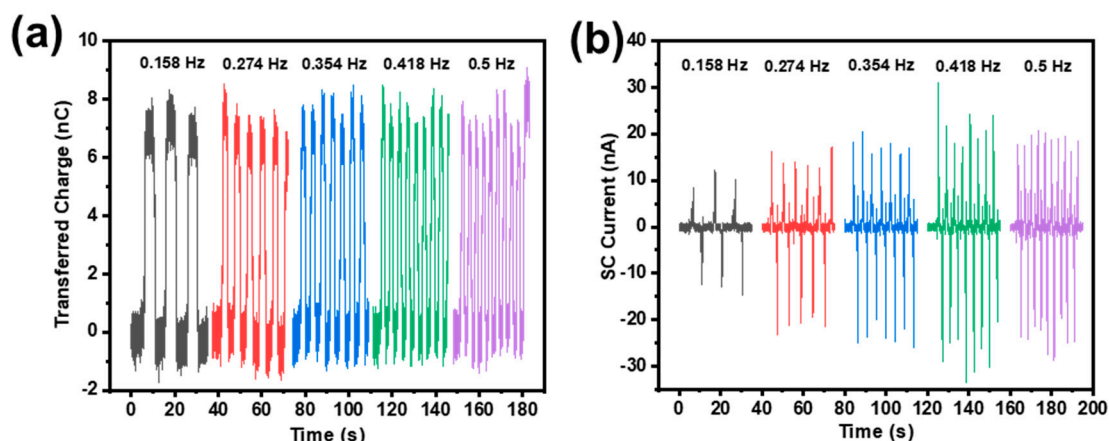 (a)
10
8
6
4
2
0
-2
Transferred Charge (nC)
0.158 Hz 0.274 Hz 0.354 Hz 0.418 Hz 0.5 Hz
0 20 40 60 80 100 120 140 160 180
Time (s)
(b)
40
30
20
10
0
-10
-20
-30
-35
SC Current (nA)
0.158 Hz 0.274 Hz 0.354 Hz 0.418 Hz 0.5 Hz
0 20 40 60 80 100 120 140 160 180 200
Time (s)